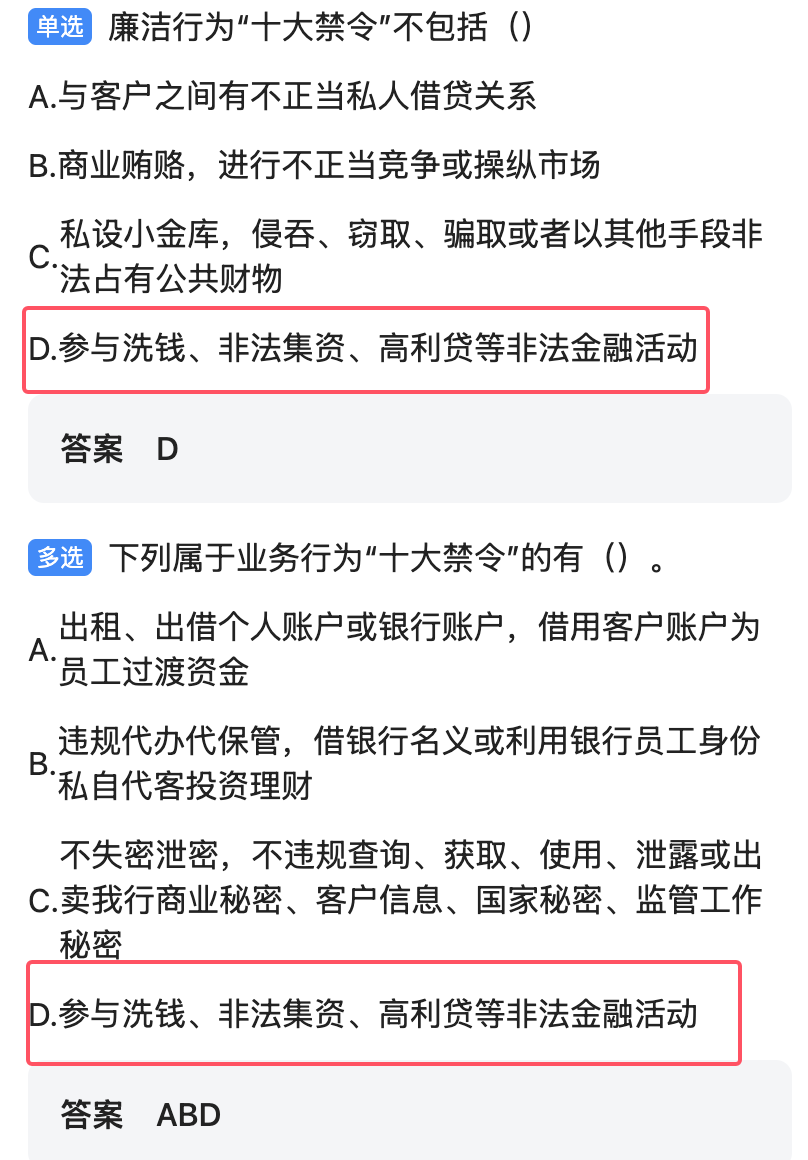 单选 廉洁行为“十大禁令”不包括（）
A.与客户之间有不正当私人借贷关系
B.商业贿赂，进行不正当竞争或操纵市场
C.私设小金库，侵吞、窃取、骗取或者以其他手段非
法占有公共财物
D.参与洗钱、非法集资、高利贷等非法金融活动
答案 D
多选 下列属于业务行为“十大禁令”的有（）。
A.出租、出借个人账户或银行账户，借用客户账户为
员工过渡资金
B.违规代办代保管，借银行名义或利用银行员工身份
私自代客投资理财
C.不失密泄密，不违规查询、获取、使用、泄露或出
卖我行商业秘密、客户信息、国家秘密、监管工作
秘密
D.参与洗钱、非法集资、高利贷等非法金融活动
答案 ABD